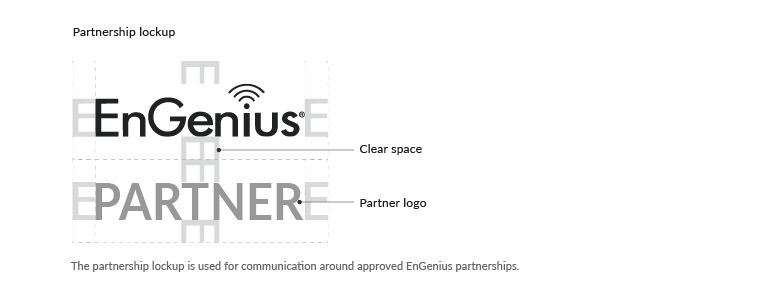 Partnership lockup
E
E EnGenius® E
E
E
Clear space
E PARTNER E
Partner logo
E
The partnership lockup is used for communication around approved EnGenius partnerships.